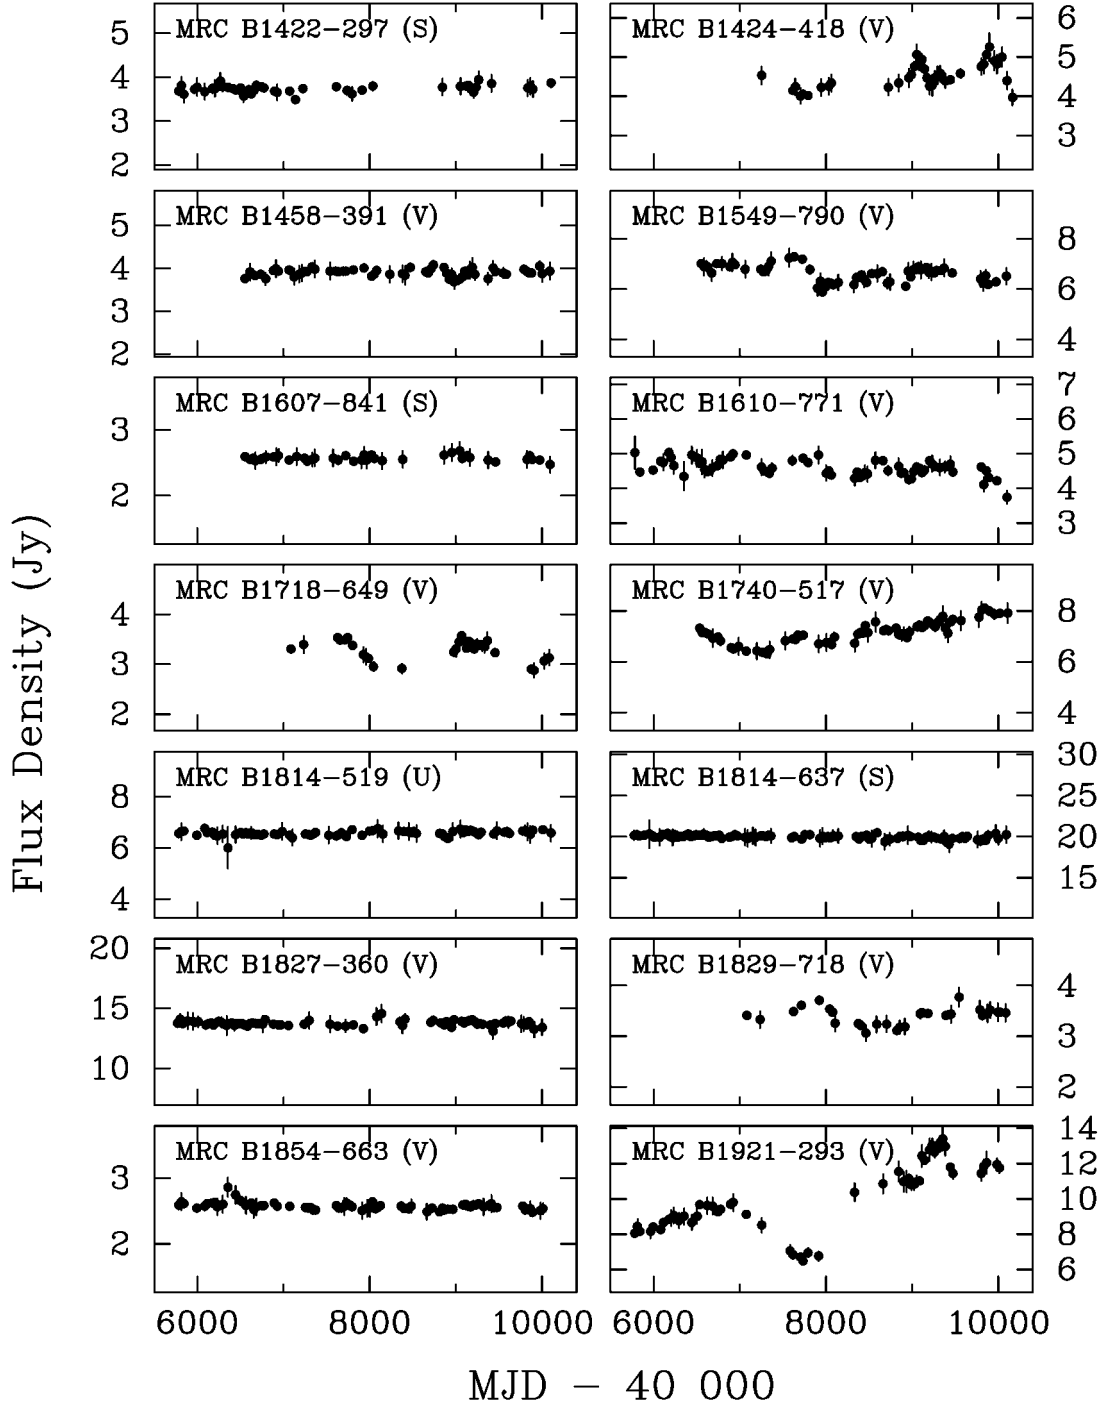 MRC B1422−297 (S)
5
4
3
2
MRC B1424−418 (V)
6
5
4
3
MRC B1458−391 (V)
5
4
3
2
MRC B1549−790 (V)
8
6
4
MRC B1607−841 (S)
3
2
MRC B1610−771 (V)
7
6
5
4
3
MRC B1718−649 (V)
4
3
2
MRC B1740−517 (V)
8
6
4
MRC B1814−519 (U)
8
6
4
MRC B1814−637 (S)
30
25
20
15
MRC B1827−360 (V)
20
15
10
MRC B1829−718 (V)
4
3
2
MRC B1854−663 (V)
3
2
MRC B1921−293 (V)
14
12
10
8
6
6000 8000 10000 6000 8000 10000
Flux Density (Jy)
MJD − 40 000